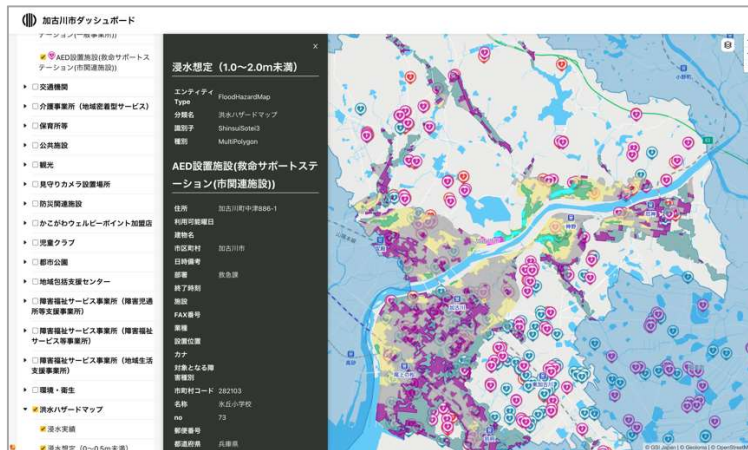 加古川市ダッシュボード
テーション(一般事業所))
AED設置施設(救命サポートス
テーション(市関連施設))
交通機関
介護事業所（地域密着型サービス）
保育所等
公共施設
観光
見守りカメラ設置場所
防災関連施設
かこがわウェルピーポイント加盟店
児童クラブ
都市公園
地域包括支援センター
障害福祉サービス事業所（障害児通
所等支援事業所）
障害福祉サービス事業所（障害福祉
サービス等事業所）
障害福祉サービス事業所（地域生活
支援事業所）
環境・衛生
洪水ハザードマップ
浸水実績
浸水想定（0〜0.5m未満）
x
浸水想定（1.0〜2.0m未満）
エンティティ
Type
FloodHazardMap
分類名 洪水ハザードマップ
識別子 ShinsuiSotei3
種別 MultiPolygon
AED設置施設(救命サポートステ
ーション(市関連施設))
住所 加古川町中津886-1
利用可能曜日
建物名
市区町村 加古川市
日時備考
部署 救急課
終了時刻
施設
FAX番号
業種
設置位置
カナ
対象となる障
害種別
市町村コード 282103
名称 氷丘小学校
no 73
郵便番号
都道府県 兵庫県
加古川
東加古川
神野
© GSI Japan | © Geolonia | © OpenStreetM